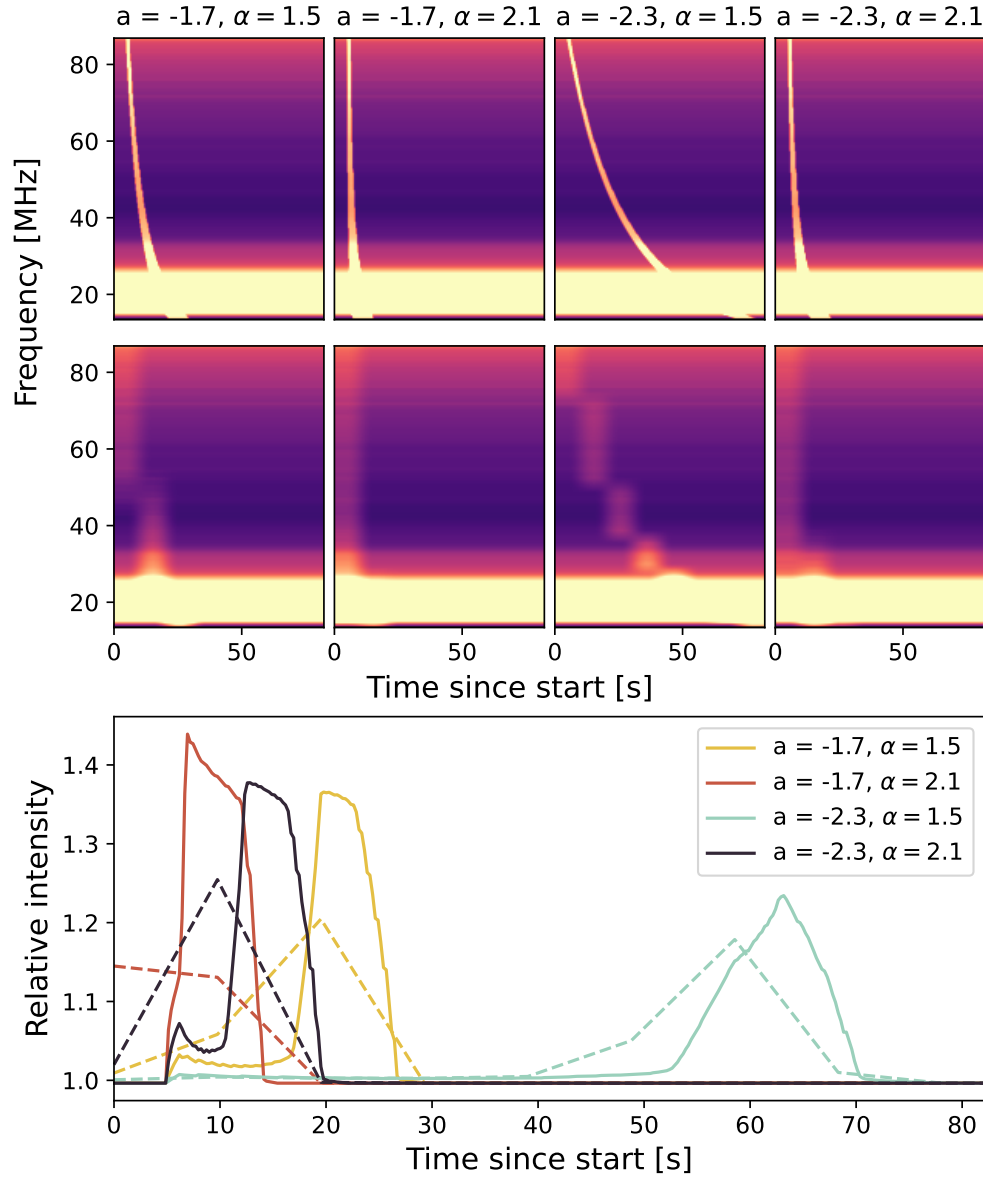 a = -1.7, α = 1.5
a = -1.7, α = 2.1
a = -2.3, α = 1.5
a = -2.3, α = 2.1
80
60
40
20
80
60
40
20
Frequency [MHz]
0 50 0 50 0 50 0 50
Time since start [s]
1.4
1.3
1.2
1.1
1.0
Relative intensity
a = -1.7, α = 1.5
a = -1.7, α = 2.1
a = -2.3, α = 1.5
a = -2.3, α = 2.1
0 10 20 30 40 50 60 70 80
Time since start [s]